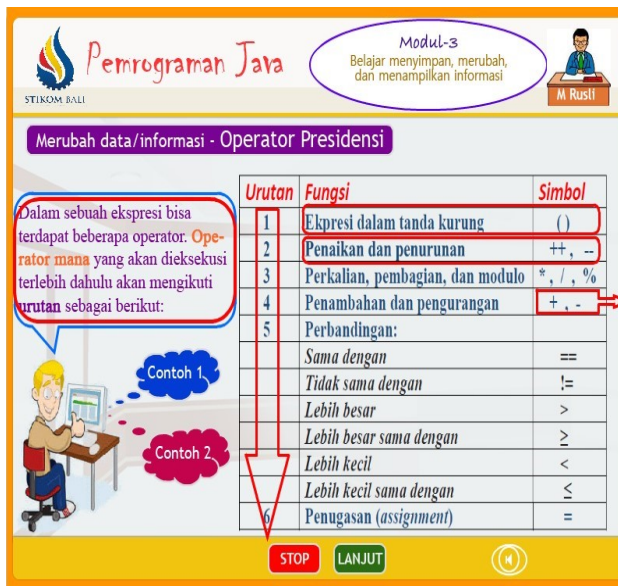 STIKOM BALI
Pemrograman Java
Modul-3
Belajar menyimpan, merubah,
dan menampilkan informasi
M Rusli
Merubah data/informasi - Operator Presidensi
Dalam sebuah ekspresi bisa
terdapat beberapa operator. Ope-
rator mana yang akan dieksekusi
terlebih dahulu akan mengikuti
urutan sebagai berikut:
Contoh 1
Contoh 2
Urutan Fungsi Simbol
1 Ekpresi dalam tanda kurung ( )
2 Penaikan dan penurunan ++, --
3 Perkalian, pembagian, dan modulo *, /, %
4 Penambahan dan pengurangan +, -
5 Perbandingan:
Sama dengan ==
Tidak sama dengan !=
Lebih besar >
Lebih besar sama dengan ≥
Lebih kecil <
Lebih kecil sama dengan ≤
6 Penugasan (assignment) =
STOP
LANJUT